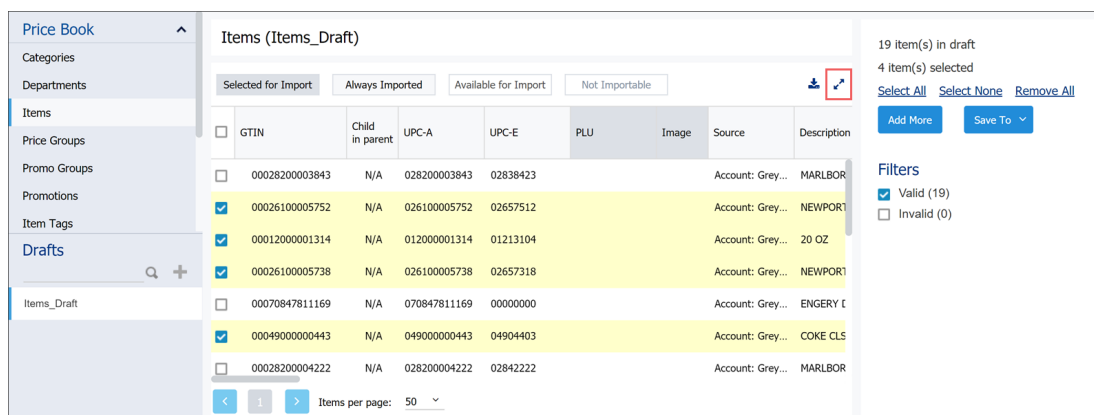 Price Book
Categories
Departments
Items
Price Groups
Promo Groups
Promotions
Item Tags
Drafts
Items_Draft
Items (Items_Draft)
Selected for Import Always Imported Available for Import Not Importable
GTIN Child in parent UPC-A UPC-E PLU Image Source Description
00028200003843 N/A 028200003843 02838423 Account: Grey... MARLBOR
00026100005752 N/A 026100005752 02657512 Account: Grey... NEWPORT
00012000001314 N/A 012000001314 01213104 Account: Grey... 20 OZ
00026100005738 N/A 026100005738 02657318 Account: Grey... NEWPORT
00070847811169 N/A 070847811169 00000000 Account: Grey... ENGERY D
00049000000443 N/A 049000000443 04904403 Account: Grey... COKE CLS
00028200004222 N/A 028200004222 02842222 Account: Grey... MARLBOR
< 1 > Items per page: 50
19 item(s) in draft
4 item(s) selected
Select All Select None Remove All
Add More Save To
Filters
Valid (19)
Invalid (0)